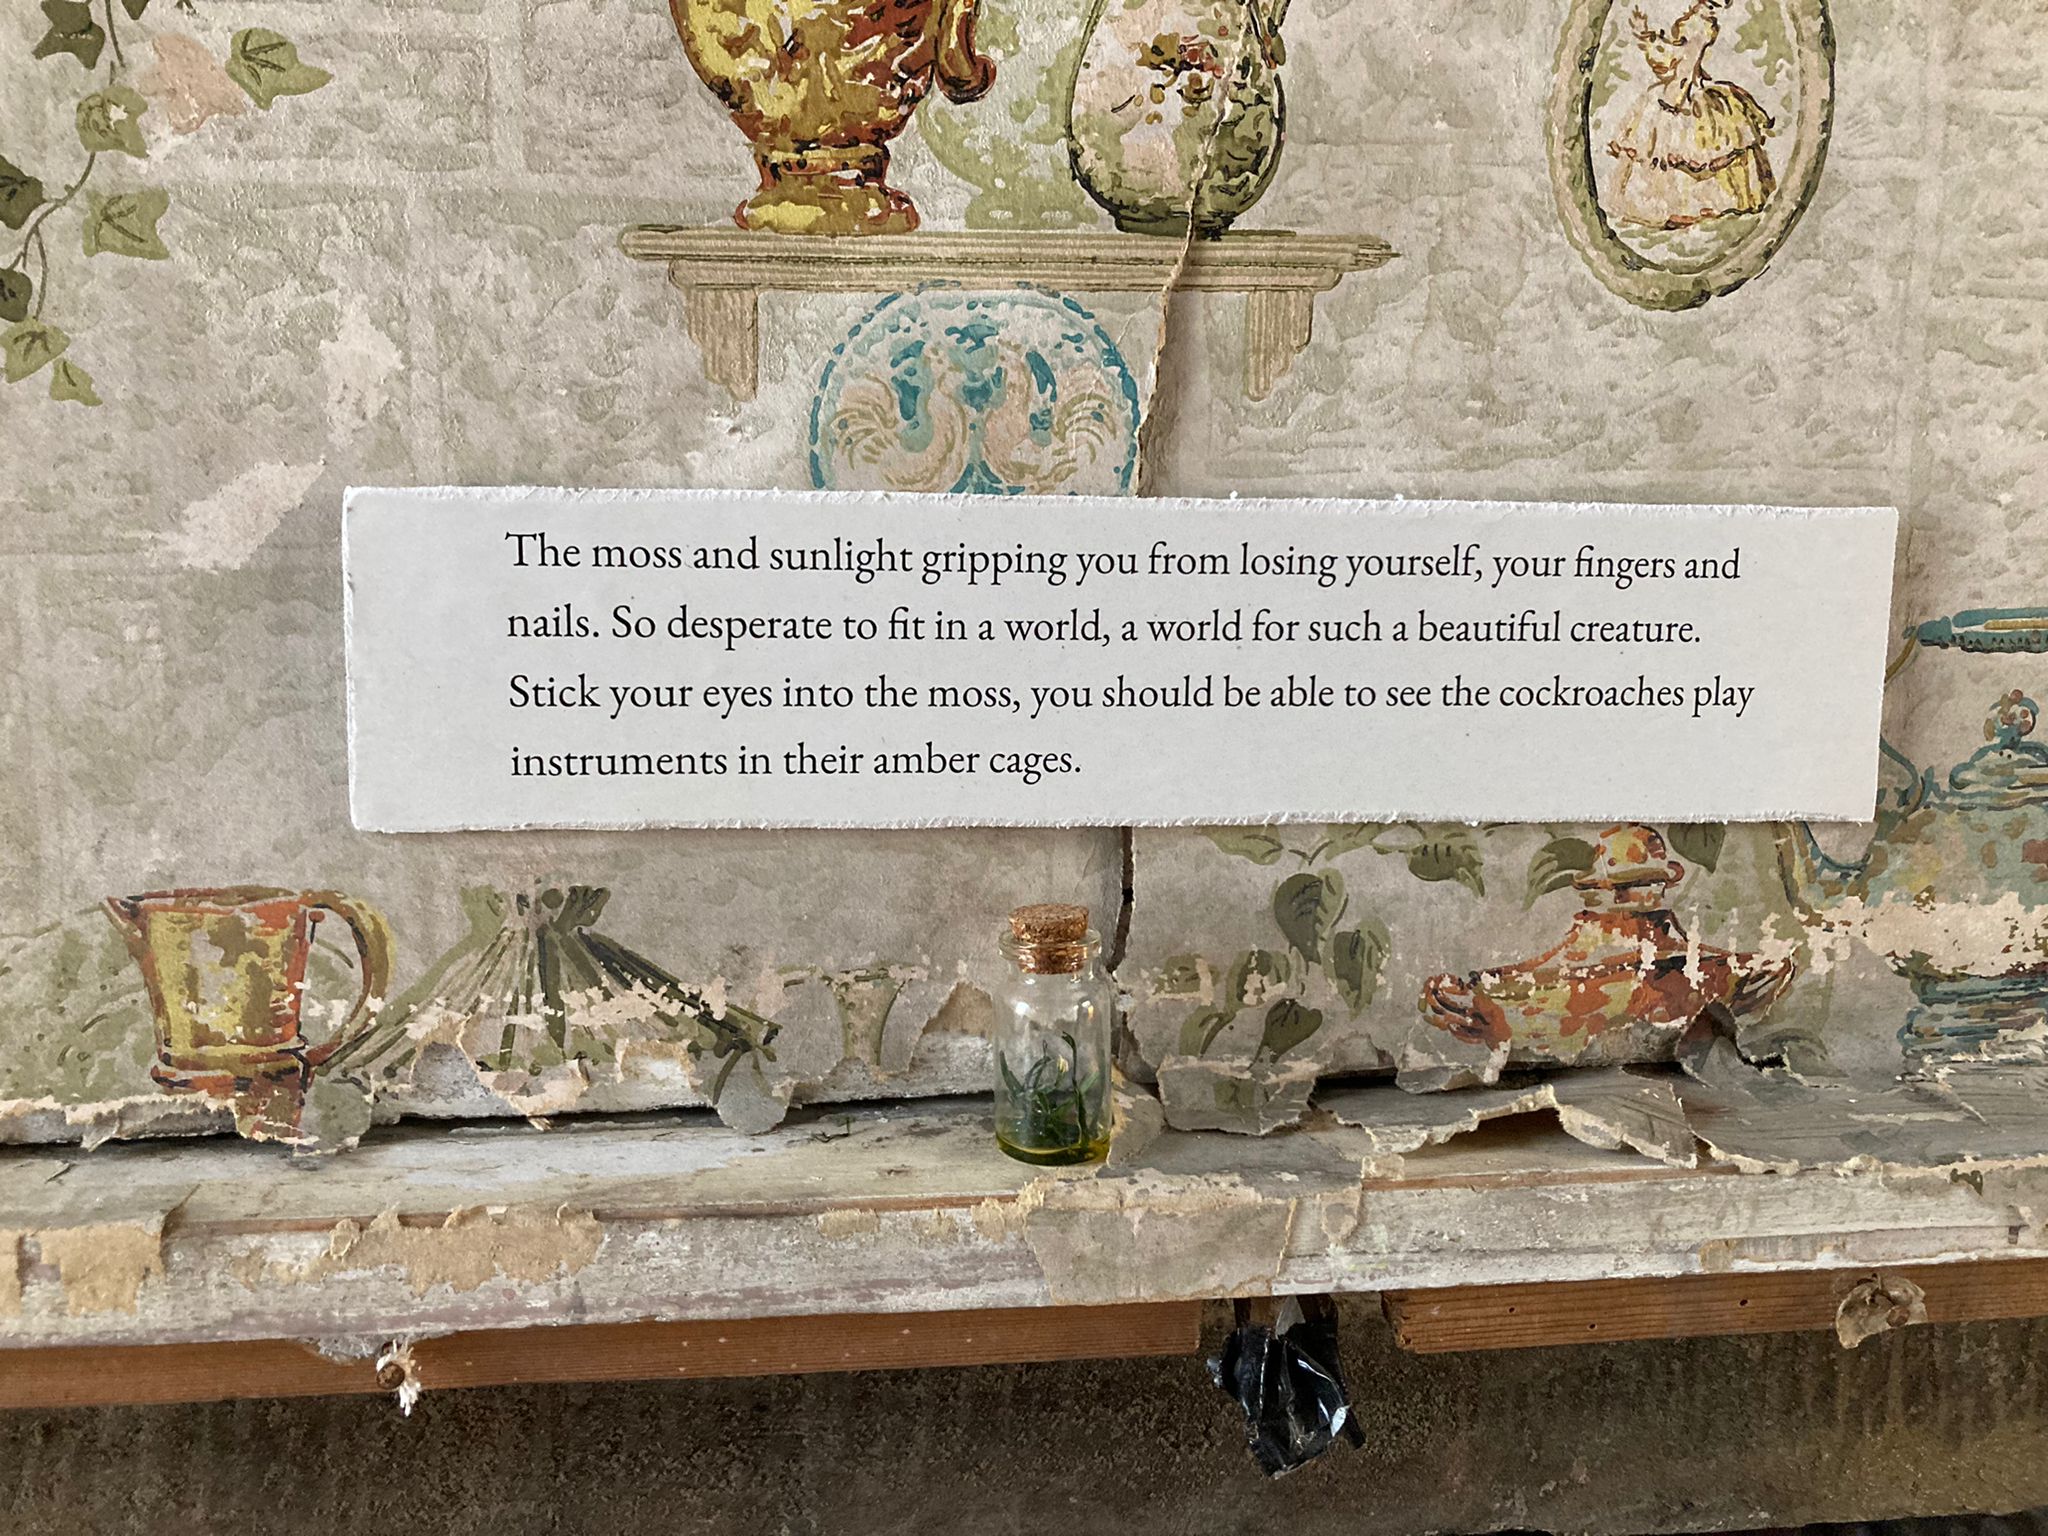 The moss and sunlight gripping you from losing yourself, your fingers and
nails. So desperate to fit in a world, a world for such a beautiful creature.
Stick your eyes into the moss, you should be able to see the cockroaches play
instruments in their amber cages.